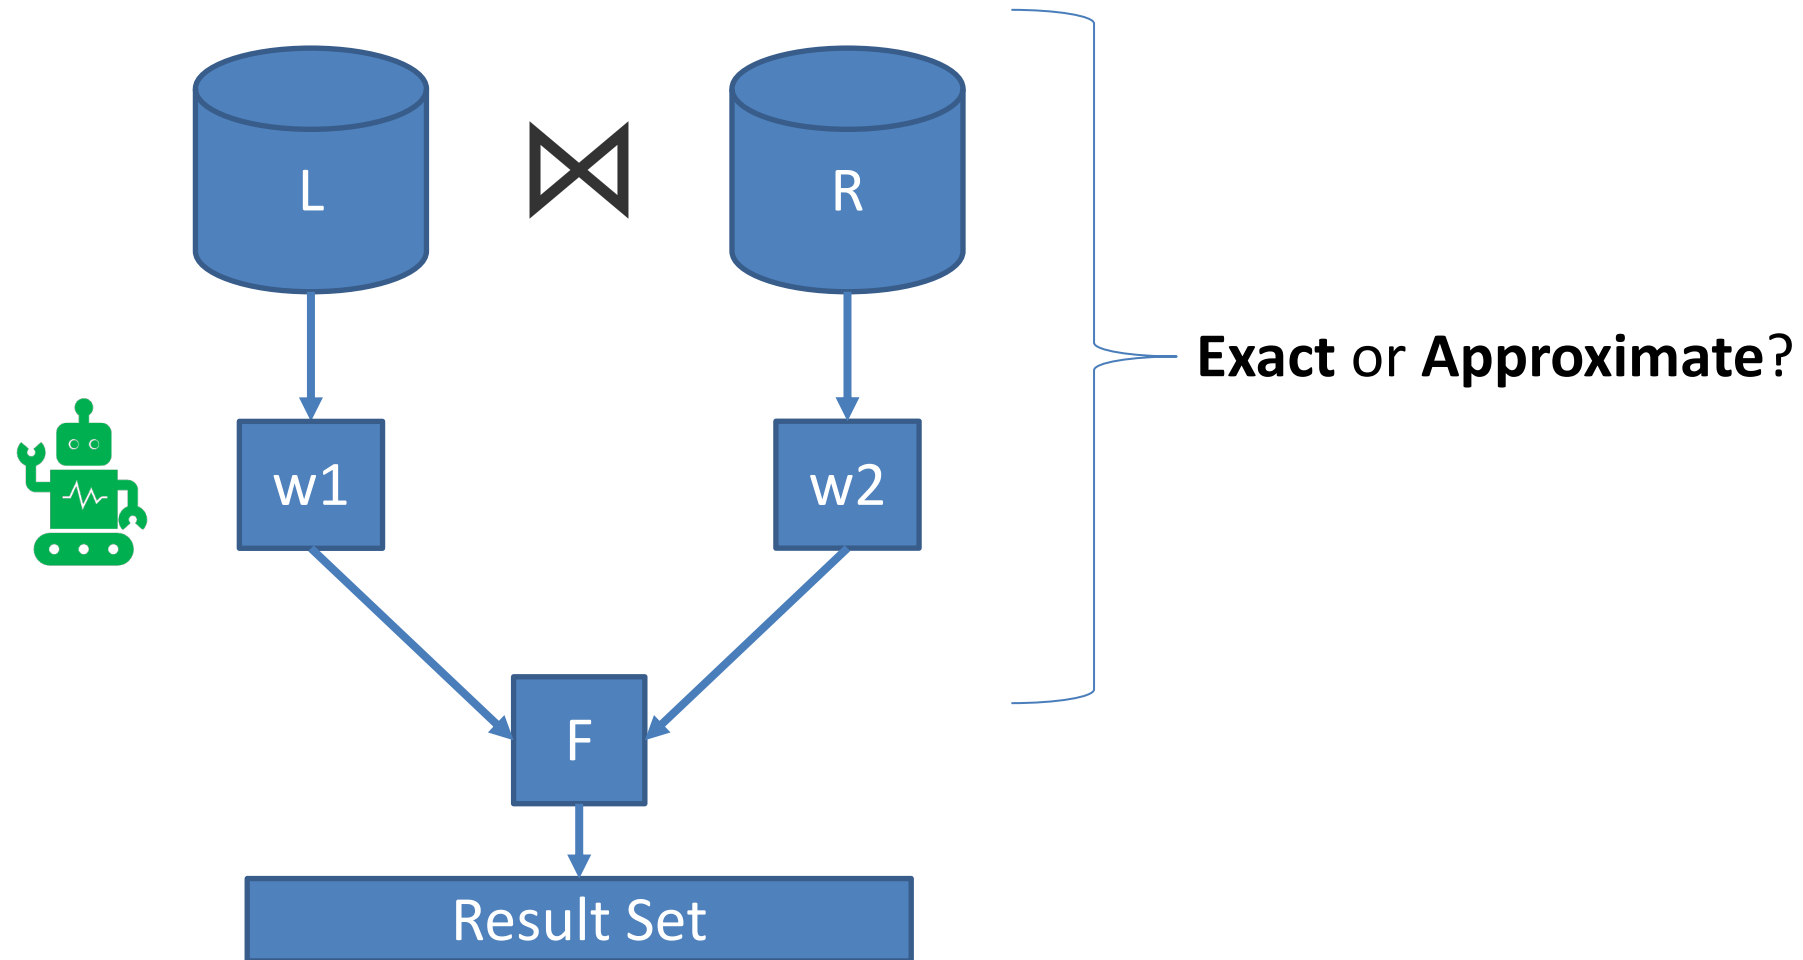 L
⋈
R
Exact or Approximate?
w1
w2
F
Result Set